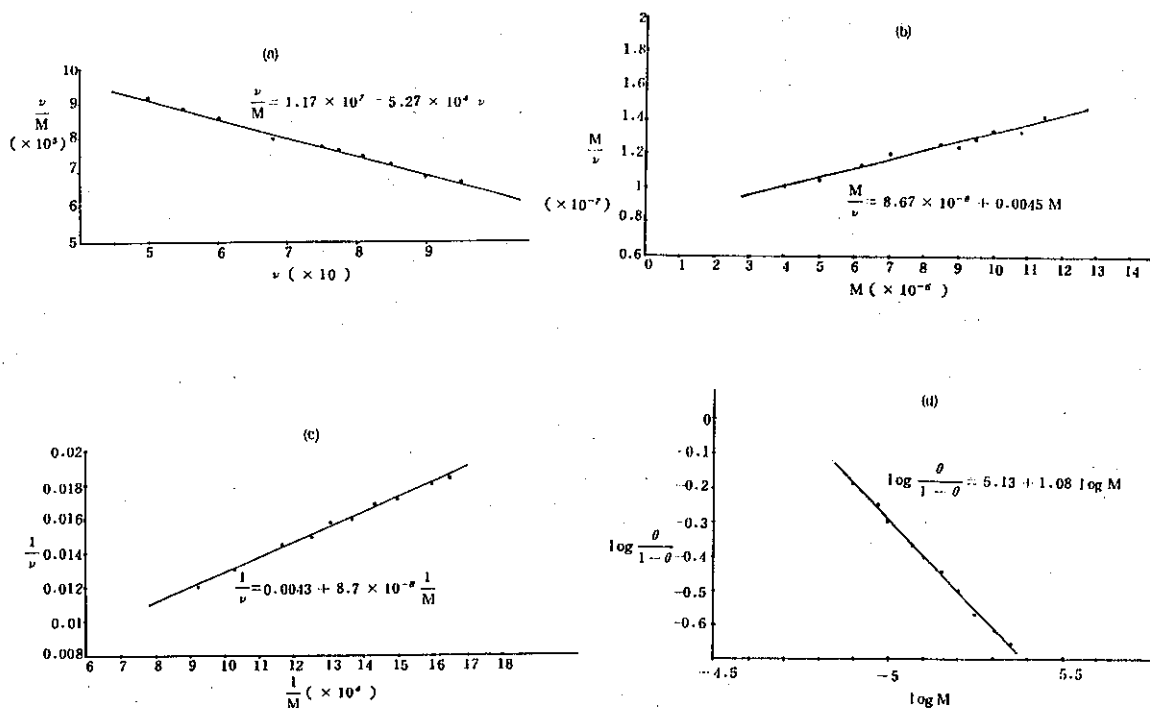 (a)
10
9
8
7
6
5
ν/M
(×10⁵)
ν/M = 1.17 × 10⁷ - 5.27 × 10⁴ ν
5 6 7 8 9
ν (× 10)
(b)
2
1.8
1.6
1.4
1.2
1
0.8
0.6
M/ν
(×10⁻⁷)
M/ν = 8.67 × 10⁻⁸ + 0.0045 M
0 1 2 3 4 5 6 7 8 9 10 11 12 13 14
M (× 10⁻⁶)
(c)
0.02
0.018
0.016
0.014
0.012
0.01
0.008
1/ν
1/ν = 0.0043 + 8.7 × 10⁻⁸ 1/M
6 7 8 9 10 11 12 13 14 15 16 17 18
1/M (× 10⁴)
(d)
0
-0.1
-0.2
-0.3
-0.4
-0.5
-0.6
log θ/1-θ
log θ/1-θ = 5.13 + 1.08 log M
-4.5 -5 5.5
log M